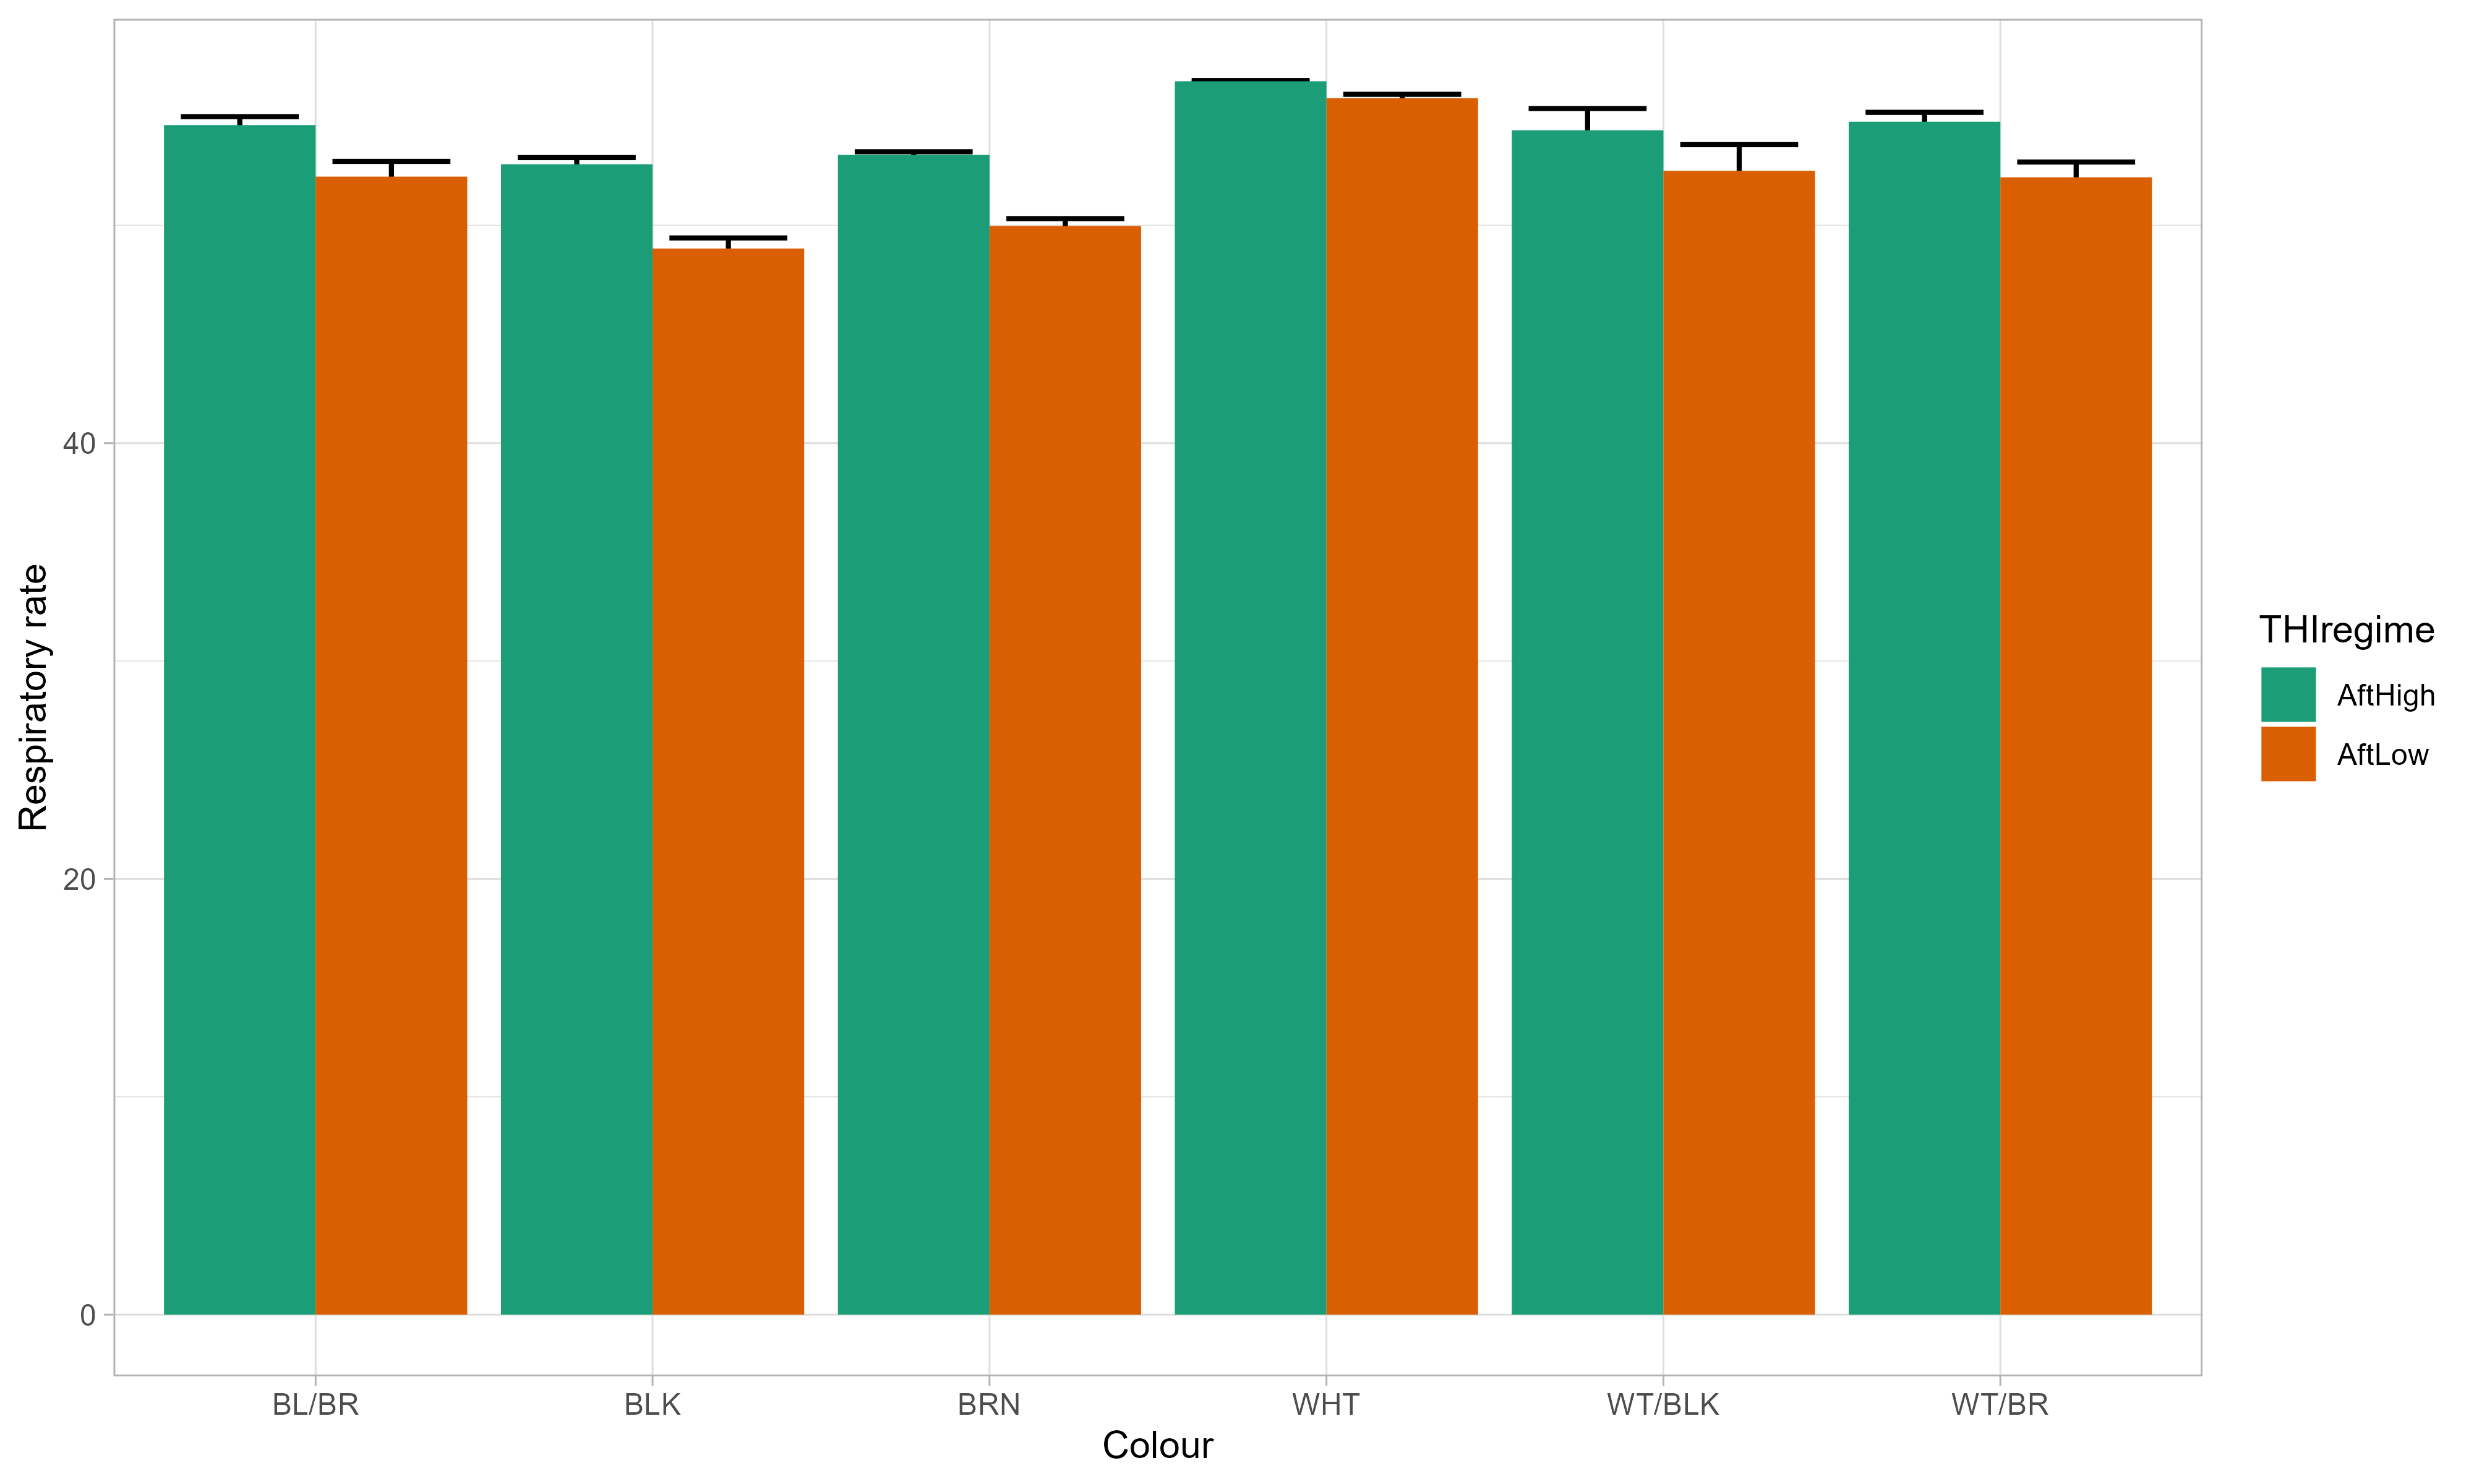 Respiratory rate
40
20
0
BL/BR BLK BRN WHT WT/BLK WT/BR
Colour
THIregime
AftHigh
AftLow